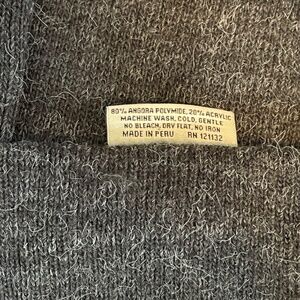 80% ANGORA POLYMIDE, 20% ACRYLIC
MACHINE WASH, COLD, GENTLE
NO BLEACH, DRY FLAT, NO IRON
MADE IN PERU RN 121132